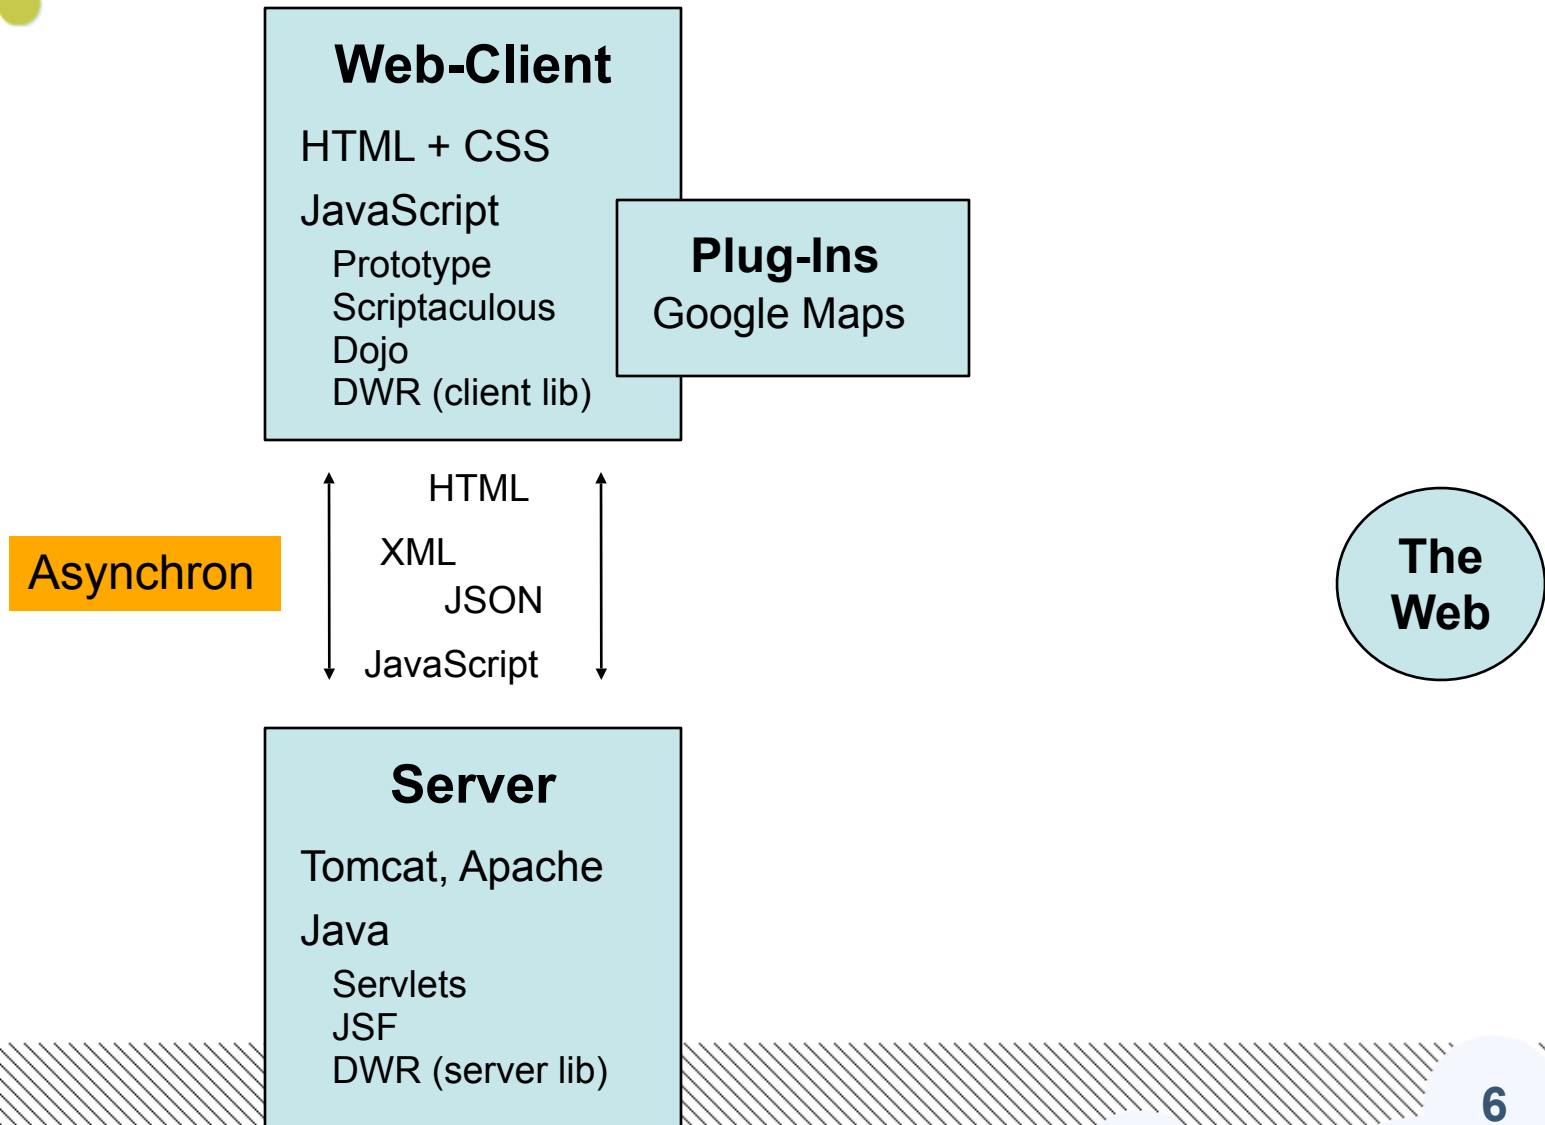 Web-Client
HTML + CSS
JavaScript
Prototype
Scriptaculous
Dojo
DWR (client lib)
Plug-Ins
Google Maps
HTML
XML
JSON
JavaScript
Asynchron
The
Web
Server
Tomcat, Apache
Java
Servlets
JSF
DWR (server lib)
6